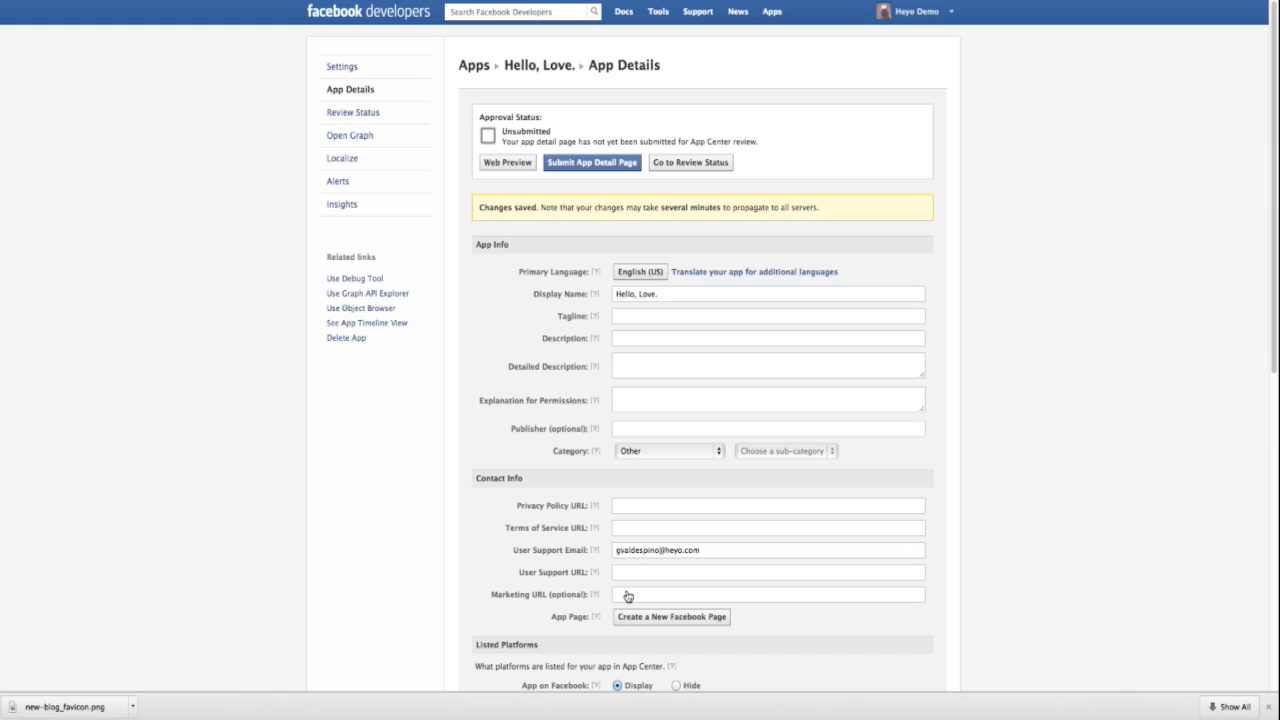 facebook developers
Search Facebook Developers
Docs Tools Support News Apps
Heyo Demo
Settings
App Details
Review Status
Open Graph
Localize
Alerts
Insights
Related links
Use Debug Tool
Use Graph API Explorer
Use Object Browser
See App Timeline View
Delete App
Apps ▸ Hello, Love. ▸ App Details
Approval Status:
Unsubmitted
Your app detail page has not yet been submitted for App Center review.
Web Preview Submit App Detail Page Go to Review Status
Changes saved. Note that your changes may take several minutes to propagate to all servers.
App Info
Primary Language: [?] English (US) Translate your app for additional languages
Display Name: [?] Hello, Love.
Tagline: [?]
Description: [?]
Detailed Description: [?]
Explanation for Permissions: [?]
Publisher (optional): [?]
Category: [?] Other Choose a sub-category
Contact Info
Privacy Policy URL: [?]
Terms of Service URL: [?]
User Support Email: [?] gvaldespino@heyo.com
User Support URL: [?]
Marketing URL (optional): [?]
App Page: [?] Create a New Facebook Page
Listed Platforms
What platforms are listed for your app in App Center. [?]
App on Facebook: [?] Display Hide
new-blog_favicon.png
Show All